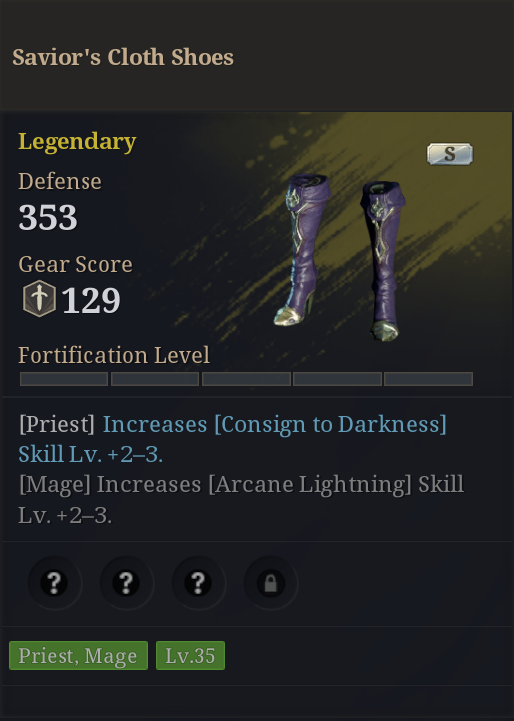 Savior's Cloth Shoes
Legendary
S
Defense
353
Gear Score
129
Fortification Level
[Priest] Increases [Consign to Darkness]
Skill Lv. +2–3.
[Mage] Increases [Arcane Lightning] Skill
Lv. +2–3.
? ? ?
Priest, Mage Lv.35